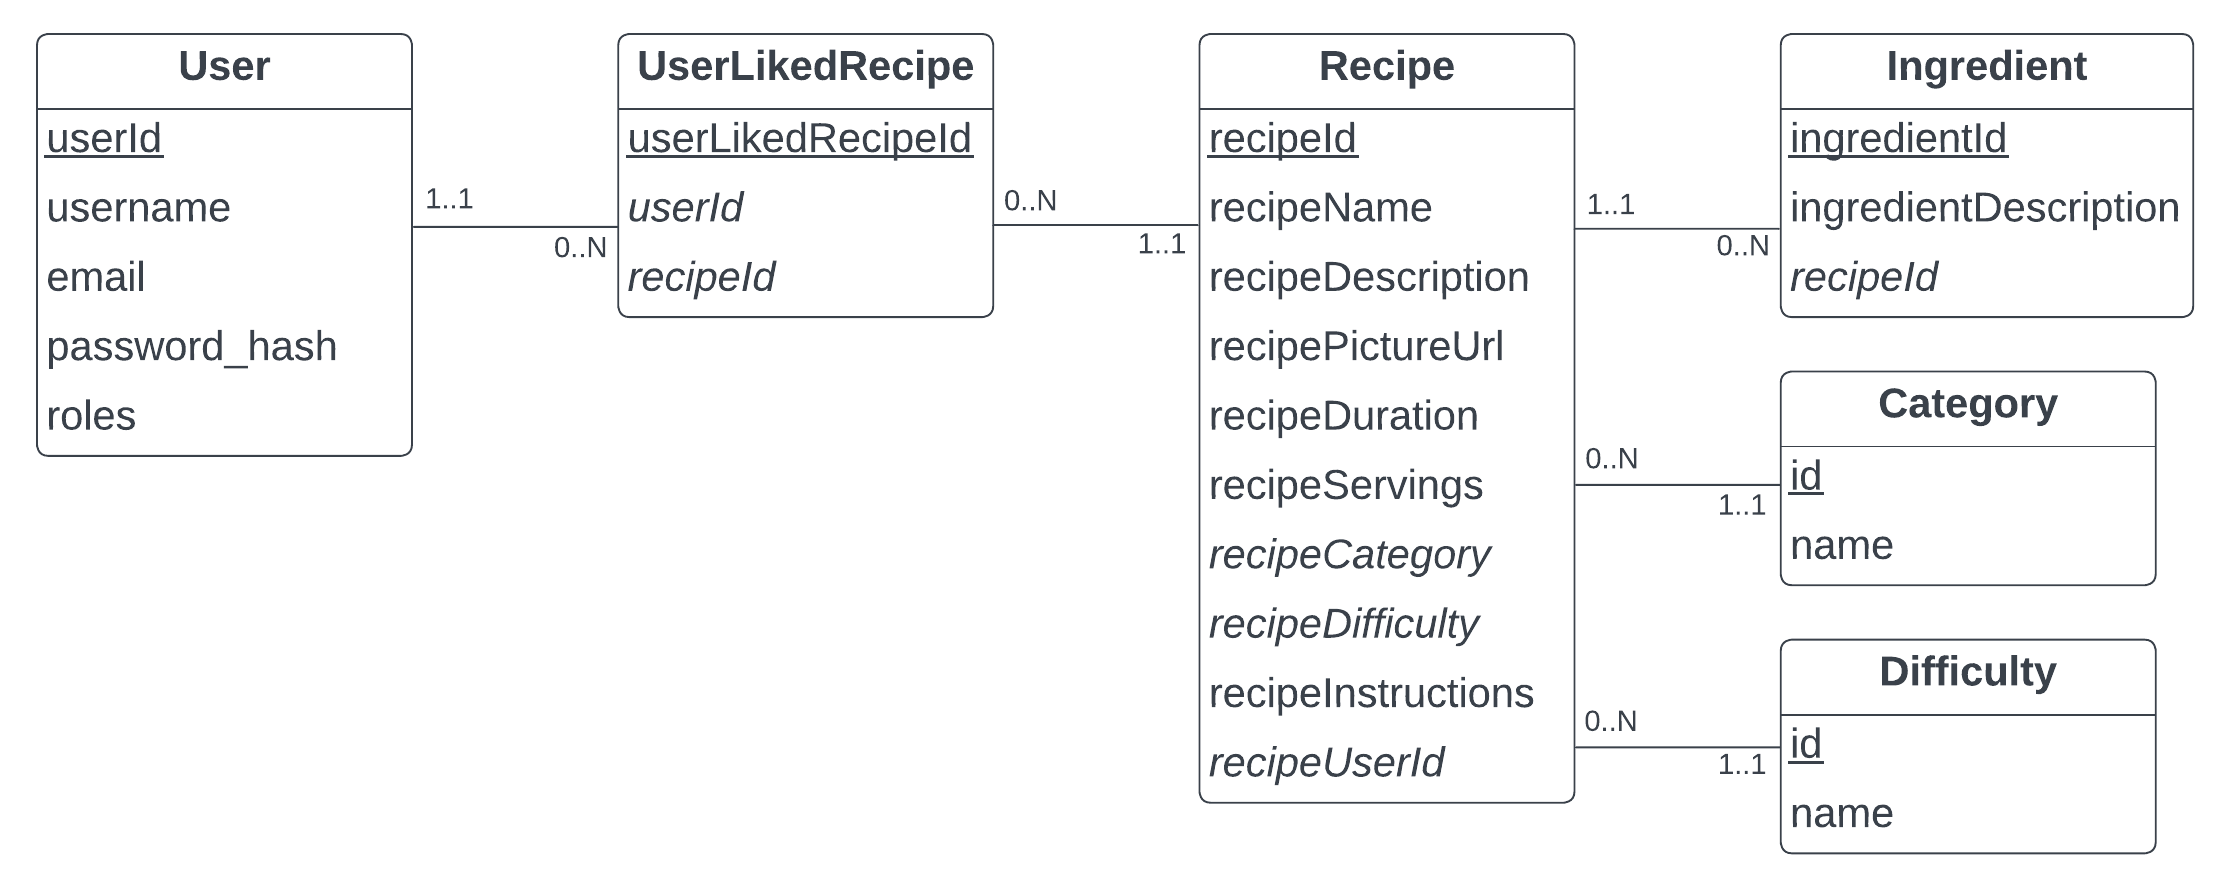 User
userId
username
email
password_hash
roles
1..1
0..N
UserLikedRecipe
userLikedRecipeId
userId
recipeId
0..N
1..1
Recipe
recipeId
recipeName
recipeDescription
recipePictureUrl
recipeDuration
recipeServings
recipeCategory
recipeDifficulty
recipeInstructions
recipeUserId
1..1
0..N
Ingredient
ingredientId
ingredientDescription
recipeId
0..N
1..1
Category
id
name
0..N
1..1
Difficulty
id
name